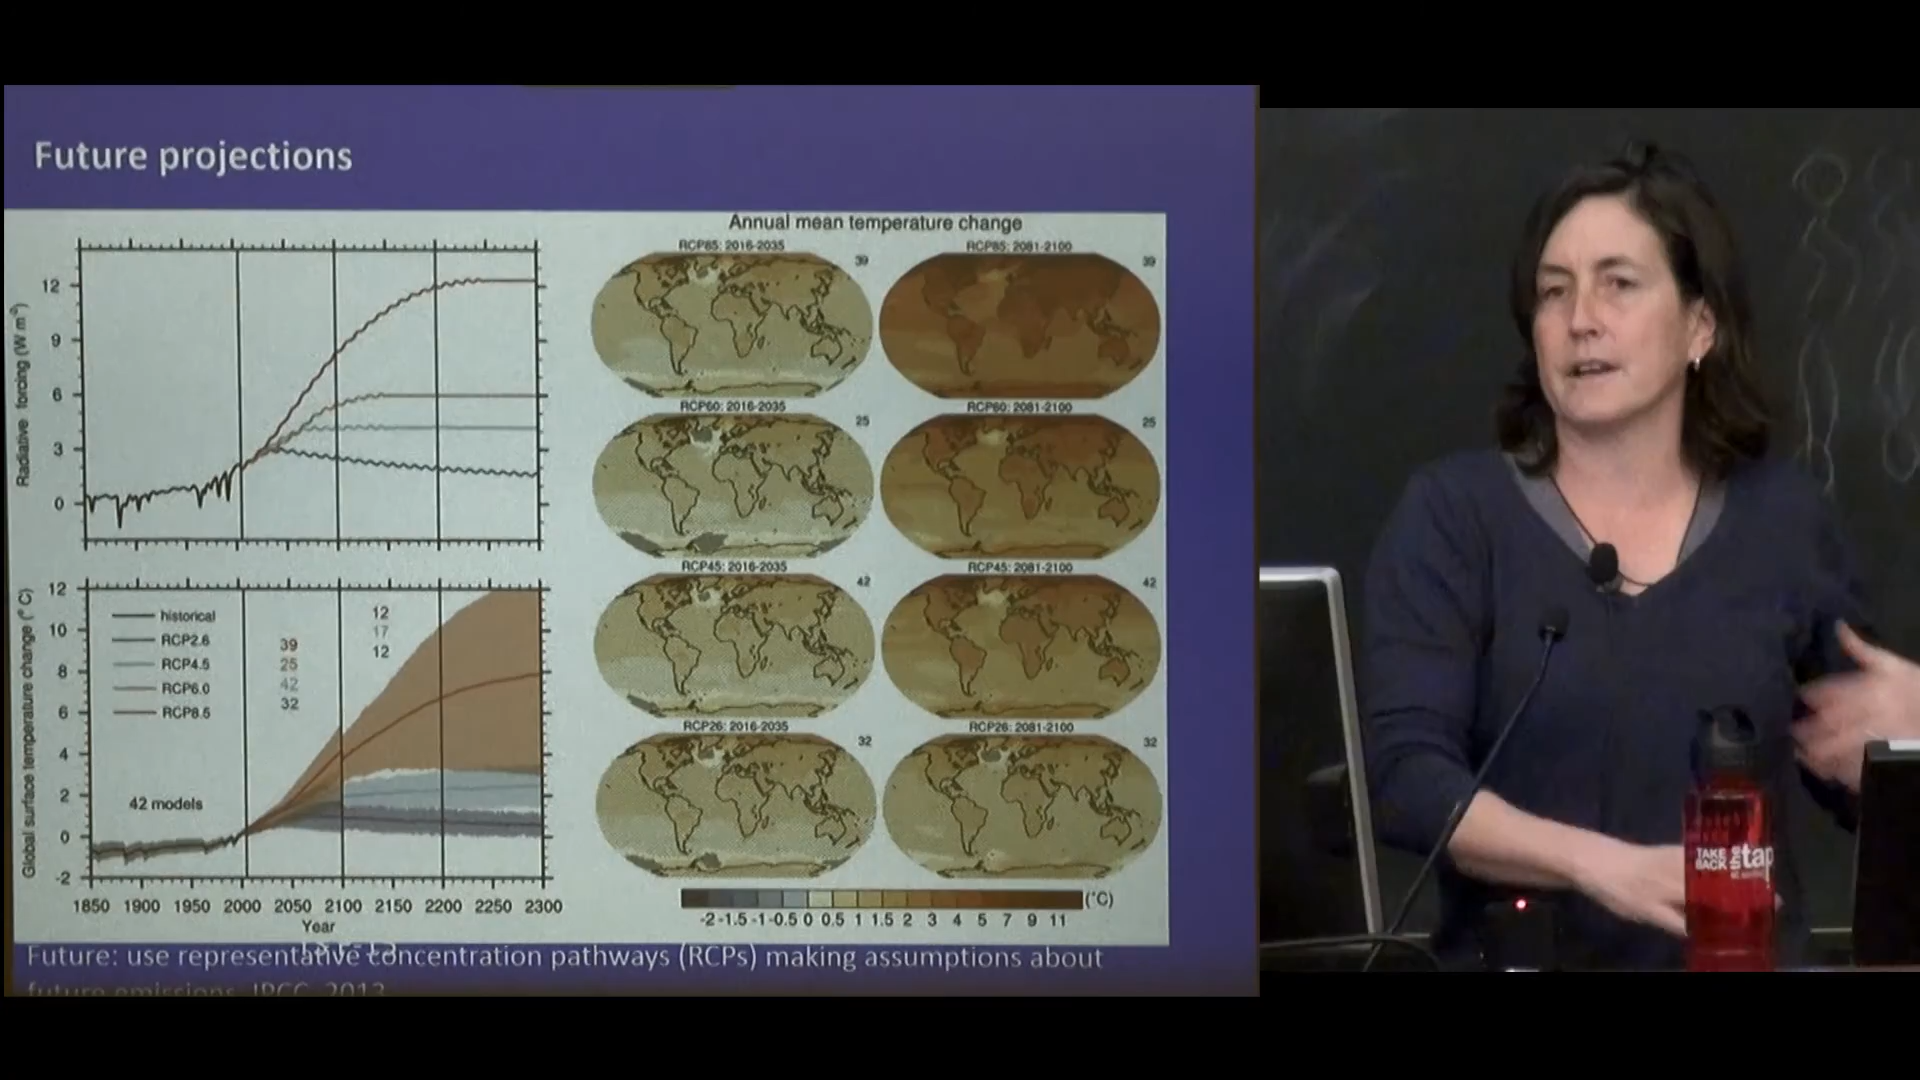 Future projections
Annual mean temperature change
RCP85: 2016-2035
39
RCP85: 2081-2100
39
RCP60: 2016-2035
25
RCP60: 2081-2100
25
RCP45: 2016-2035
42
RCP45: 2081-2100
42
RCP26: 2016-2035
32
RCP26: 2081-2100
32
-2 -1.5 -1 -0.5 0 0.5 1 1.5 2 3 4 5 7 9 11
(°C)
Radiative forcing (W m⁻²)
12
9
6
3
0
Global surface temperature change (° C)
12
10
8
6
4
2
0
-2
historical
RCP2.6
RCP4.5
RCP6.0
RCP8.5
39
25
42
32
12
17
12
42 models
1850 1900 1950 2000 2050 2100 2150 2200 2250 2300
Year
Future: use representative concentration pathways (RCPs) making assumptions about
future emissions. IPCC, 2013
TAKE BACK the tap